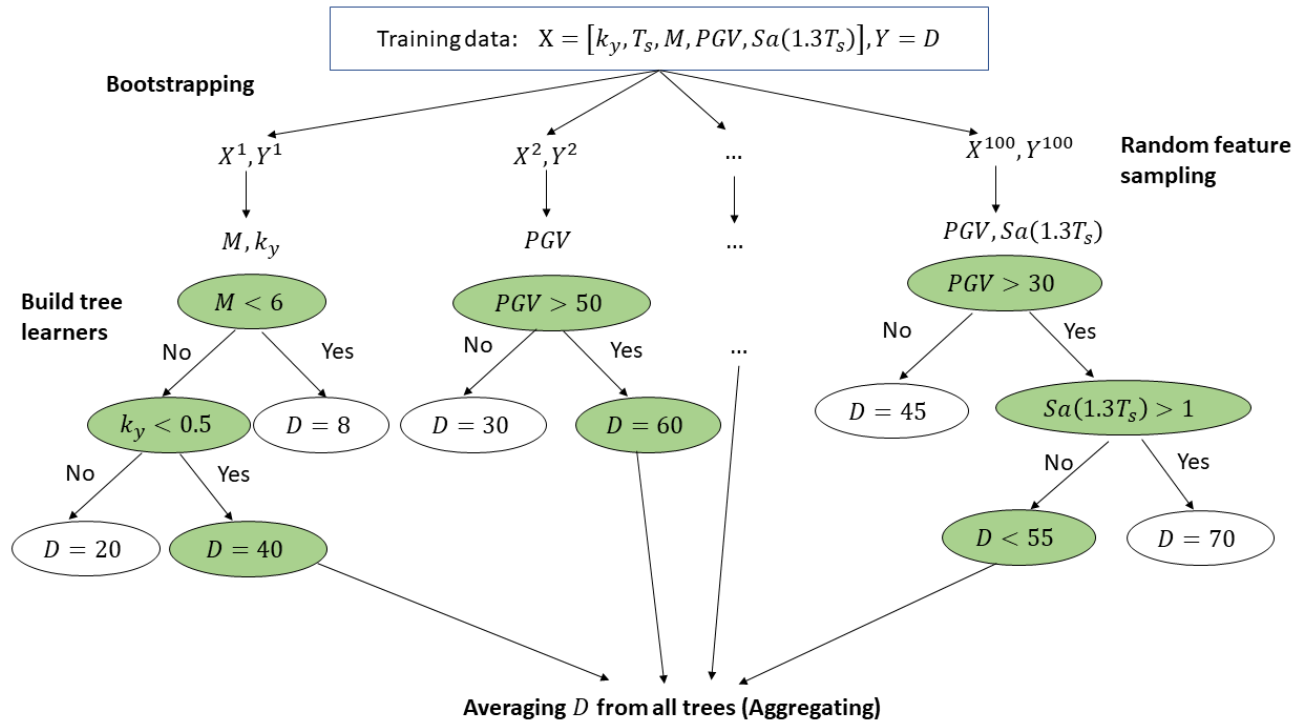 Training data: X = [k_y, T_s, M, PGV, Sa(1.3T_s)], Y = D
Bootstrapping
X^1, Y^1
X^2, Y^2
...
X^100, Y^100
Random feature
sampling
M, k_y
PGV
...
PGV, Sa(1.3T_s)
Build tree
learners
M < 6
PGV > 50
PGV > 30
No
Yes
No
Yes
...
No
Yes
k_y < 0.5
D = 8
D = 30
D = 60
D = 45
Sa(1.3T_s) > 1
No
Yes
No
Yes
D = 20
D = 40
D < 55
D = 70
Averaging D from all trees (Aggregating)